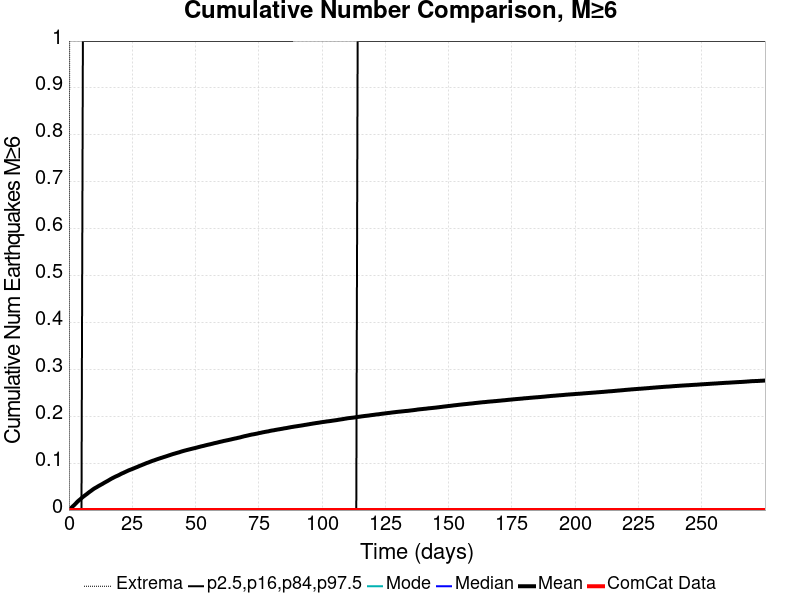 Cumulative Number Comparison, M≥6
Cumulative Num Earthquakes M≥6
1
0.9
0.8
0.7
0.6
0.5
0.4
0.3
0.2
0.1
0
0 25 50 75 100 125 150 175 200 225 250
Time (days)
Extrema p2.5,p16,p84,p97.5 Mode Median Mean ComCat Data